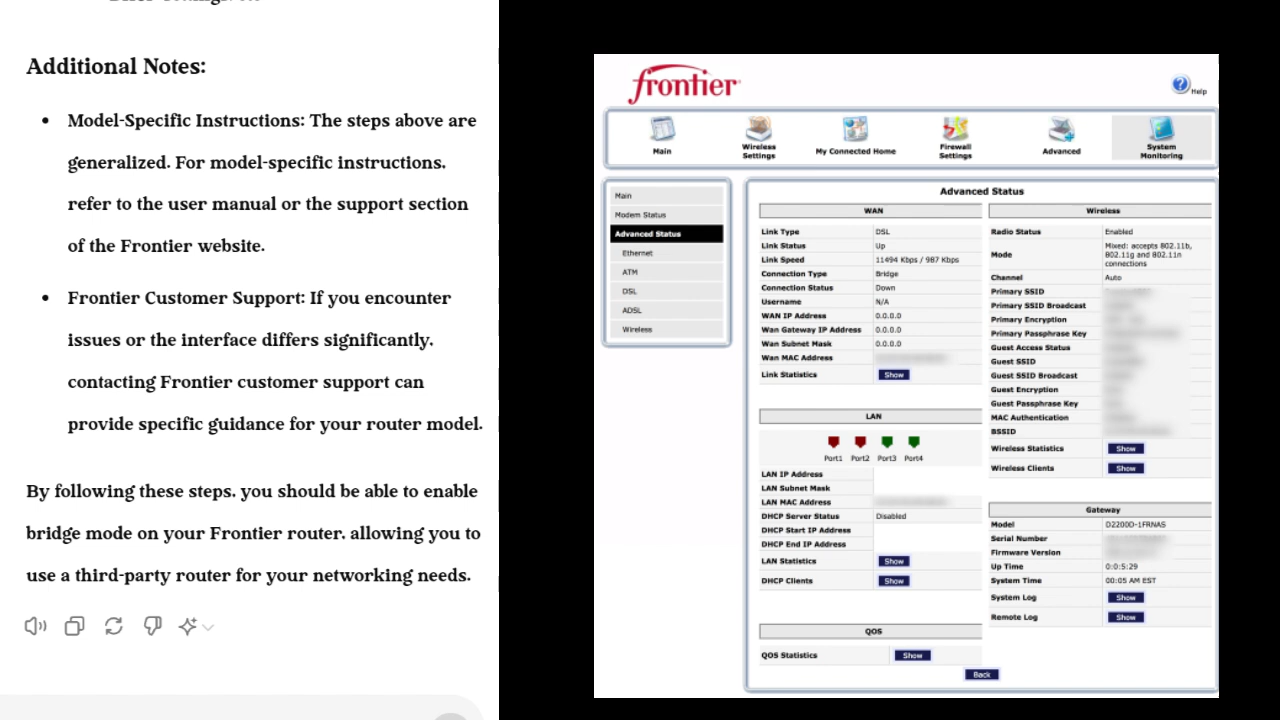 Additional Notes:
Model-Specific Instructions: The steps above are
generalized. For model-specific instructions,
refer to the user manual or the support section
of the Frontier website.
Frontier Customer Support: If you encounter
issues or the interface differs significantly,
contacting Frontier customer support can
provide specific guidance for your router model.
By following these steps, you should be able to enable
bridge mode on your Frontier router, allowing you to
use a third-party router for your networking needs.
frontier
Help
Main
Wireless Settings
My Connected Home
Firewall Settings
Advanced
System Monitoring
Main
Modem Status
Advanced Status
Ethernet
ATM
DSL
ADSL
Wireless
Advanced Status
WAN
Link Type DSL
Link Status Up
Link Speed 11494 Kbps / 987 Kbps
Connection Type Bridge
Connection Status Down
Username N/A
WAN IP Address 0.0.0.0
Wan Gateway IP Address 0.0.0.0
Wan Subnet Mask 0.0.0.0
Wan MAC Address
Link Statistics Show
LAN
Port1 Port2 Port3 Port4
LAN IP Address
LAN Subnet Mask
LAN MAC Address
DHCP Server Status Disabled
DHCP Start IP Address
DHCP End IP Address
LAN Statistics Show
DHCP Clients Show
QOS
QOS Statistics Show
Wireless
Radio Status Enabled
Mode Mixed: accepts 802.11b,
802.11g and 802.11n
connections
Channel Auto
Primary SSID
Primary SSID Broadcast
Primary Encryption
Primary Passphrase Key
Guest Access Status
Guest SSID
Guest SSID Broadcast
Guest Encryption
Guest Passphrase Key
MAC Authentication
BSSID
Wireless Statistics Show
Wireless Clients Show
Gateway
Model D2200D-1FRNAS
Serial Number
Firmware Version
Up Time 0:0:5:29
System Time 00:05 AM EST
System Log Show
Remote Log Show
Back